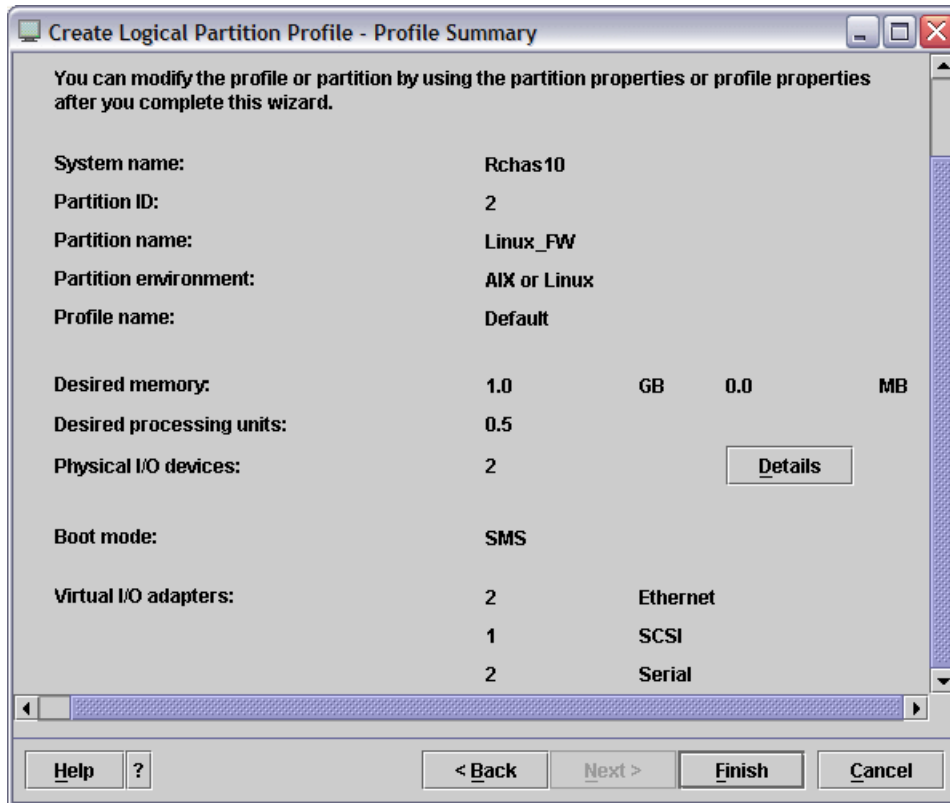 Create Logical Partition Profile - Profile Summary
You can modify the profile or partition by using the partition properties or profile properties
after you complete this wizard.
System name: Rchas10
Partition ID: 2
Partition name: Linux_FW
Partition environment: AIX or Linux
Profile name: Default
Desired memory: 1.0 GB 0.0 MB
Desired processing units: 0.5
Physical I/O devices: 2 Details
Boot mode: SMS
Virtual I/O adapters: 2 Ethernet
1 SCSI
2 Serial
Help ? < Back Next > Finish Cancel